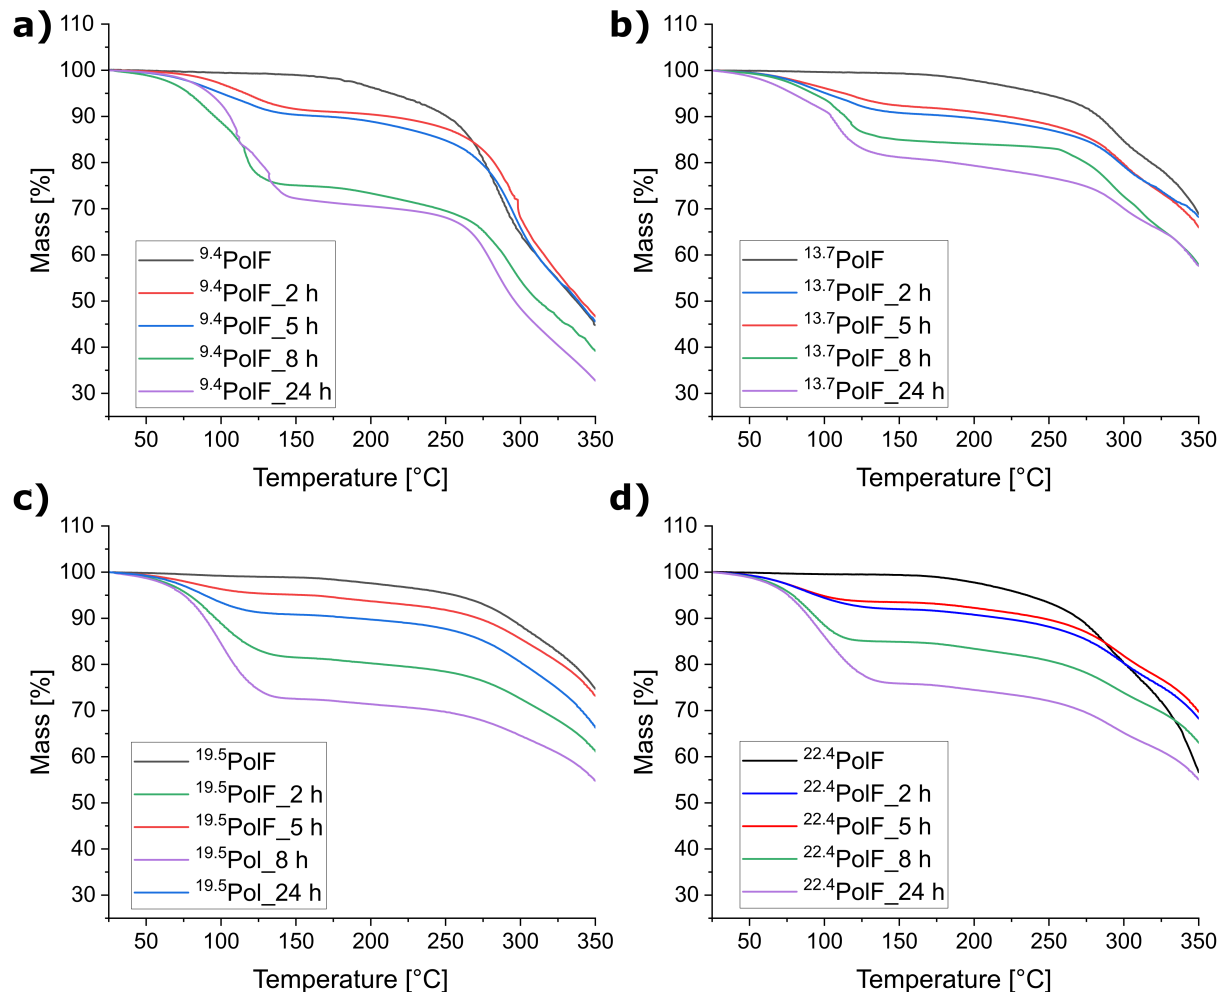 a)
110
100
90
80
70
60
50
40
30
Mass [%]
⁹·⁴PolF
⁹·⁴PolF_2 h
⁹·⁴PolF_5 h
⁹·⁴PolF_8 h
⁹·⁴PolF_24 h
50 100 150 200 250 300 350
Temperature [°C]
b)
110
100
90
80
70
60
50
40
30
Mass [%]
¹³·⁷PolF
¹³·⁷PolF_2 h
¹³·⁷PolF_5 h
¹³·⁷PolF_8 h
¹³·⁷PolF_24 h
50 100 150 200 250 300 350
Temperature [°C]
c)
110
100
90
80
70
60
50
40
30
Mass [%]
¹⁹·⁵PolF
¹⁹·⁵PolF_2 h
¹⁹·⁵PolF_5 h
¹⁹·⁵Pol_8 h
¹⁹·⁵Pol_24 h
50 100 150 200 250 300 350
Temperature [°C]
d)
110
100
90
80
70
60
50
40
30
Mass [%]
²²·⁴PolF
²²·⁴PolF_2 h
²²·⁴PolF_5 h
²²·⁴PolF_8 h
²²·⁴PolF_24 h
50 100 150 200 250 300 350
Temperature [°C]